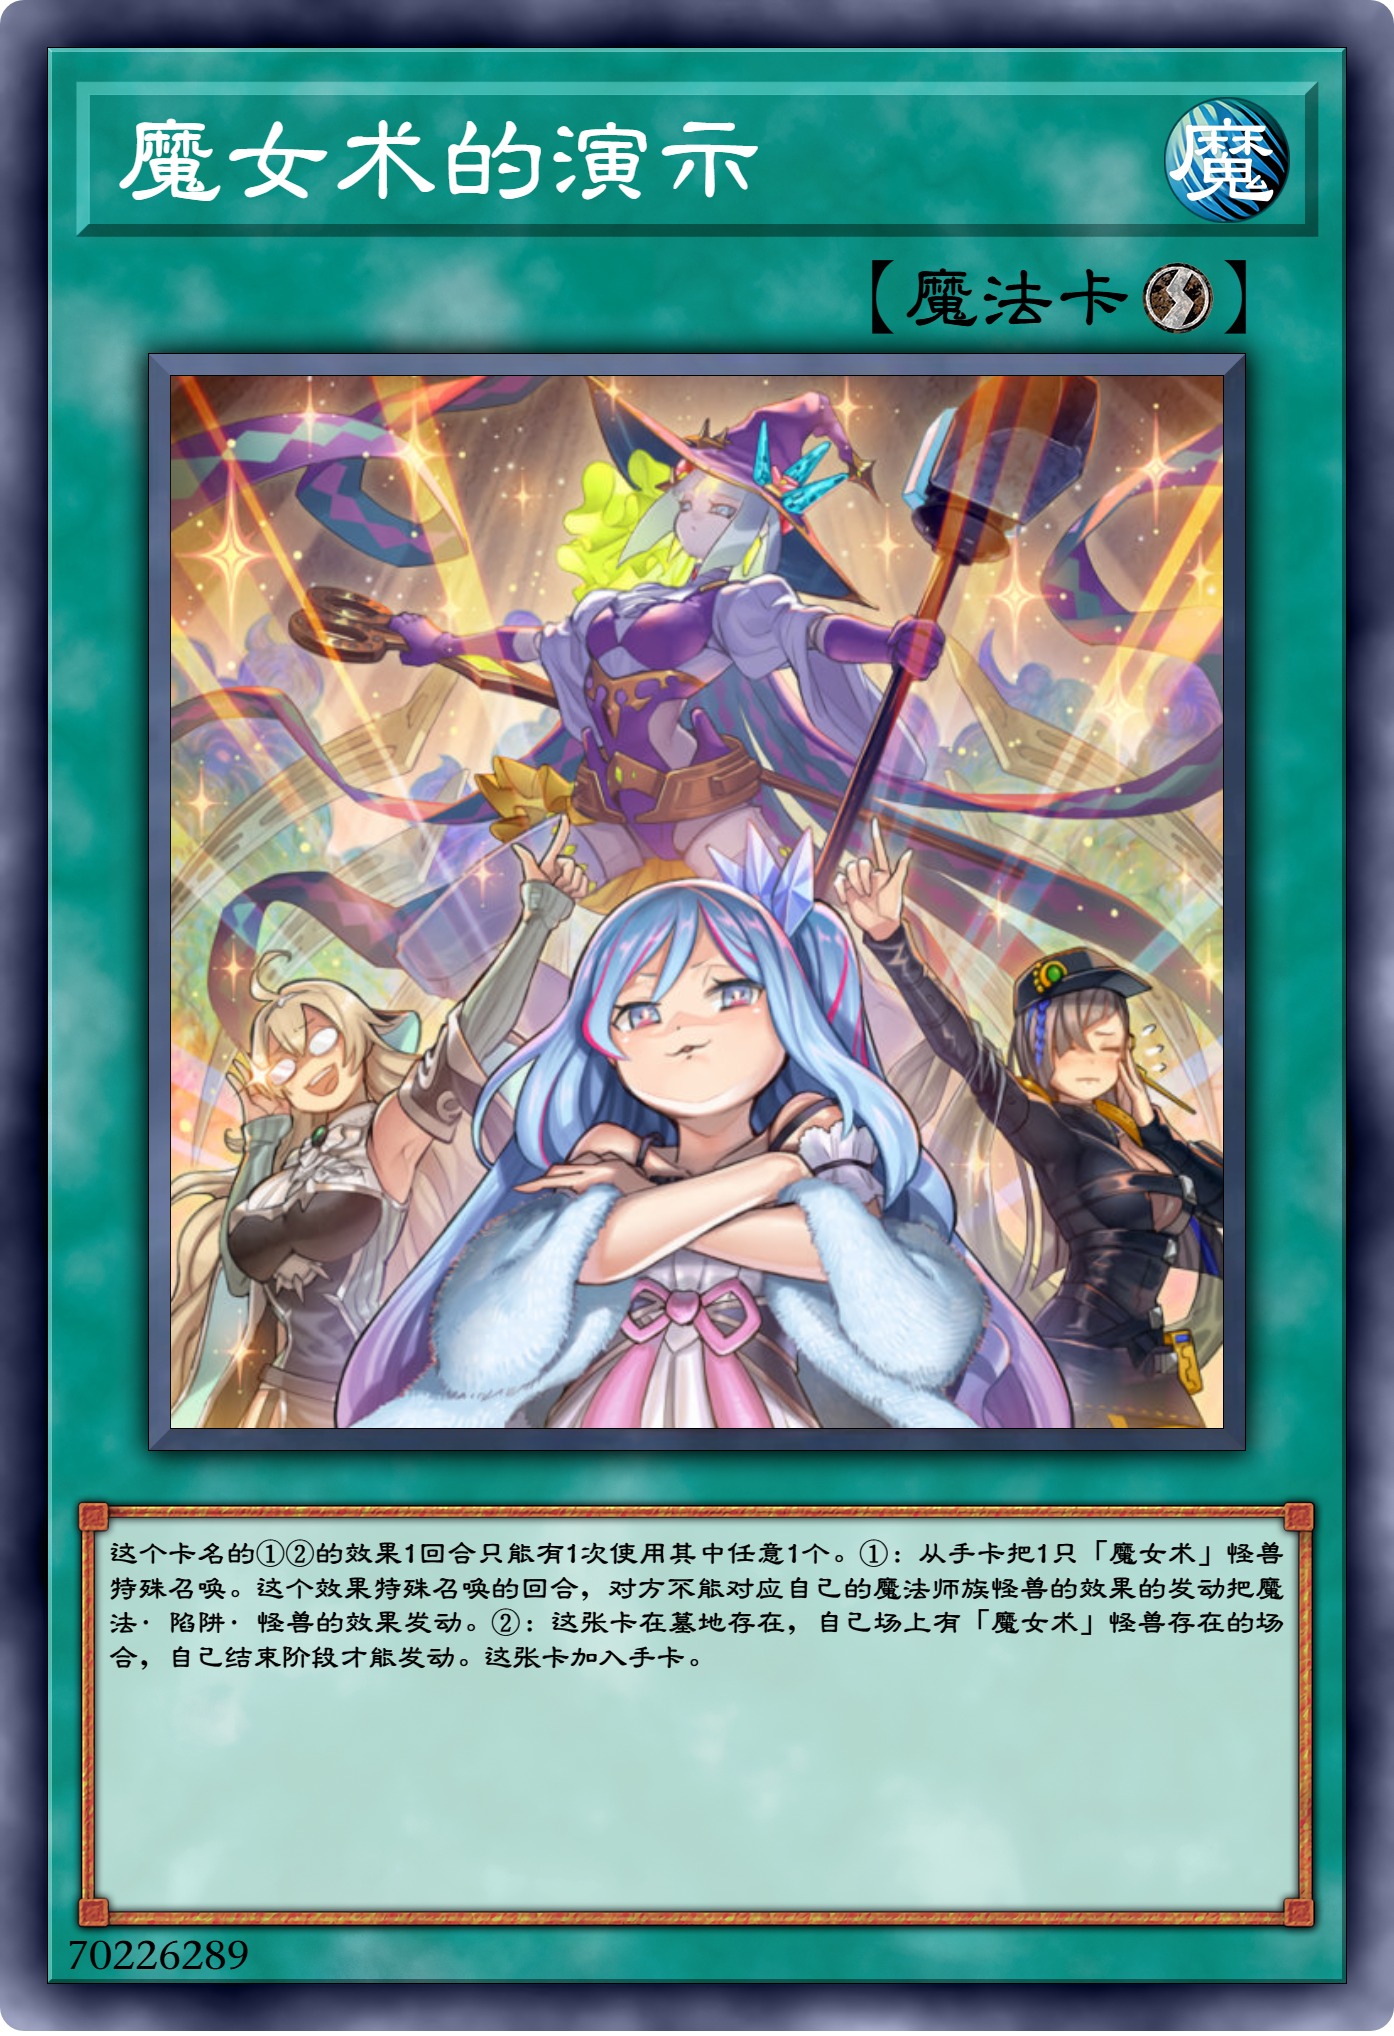 魔女术的演示
魔
【魔法卡】
这个卡名的①②的效果1回合只能有1次使用其中任意1个。①：从手卡把1只「魔女术」怪兽
特殊召唤。这个效果特殊召唤的回合，对方不能对应自己的魔法师族怪兽的效果的发动把魔
法·陷阱·怪兽的效果发动。②：这张卡在墓地存在，自己场上有「魔女术」怪兽存在的场
合，自己结束阶段才能发动。这张卡加入手卡。
70226289